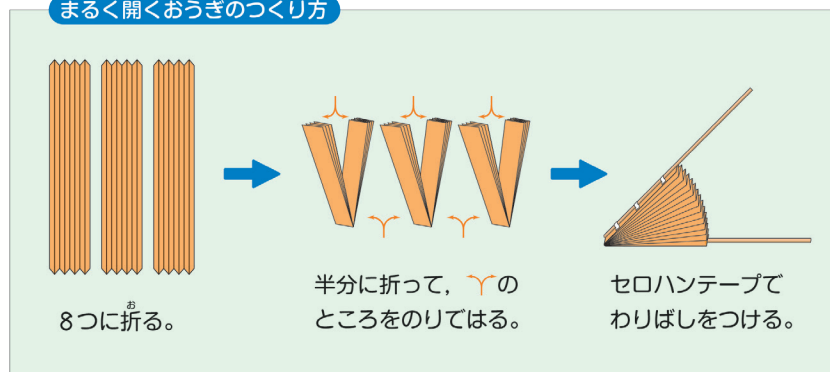 まるく開くおうぎのつくり方
8つに折る。
お
半分に折って，のところをのりではる。
セロハンテープで
わりばしをつける。